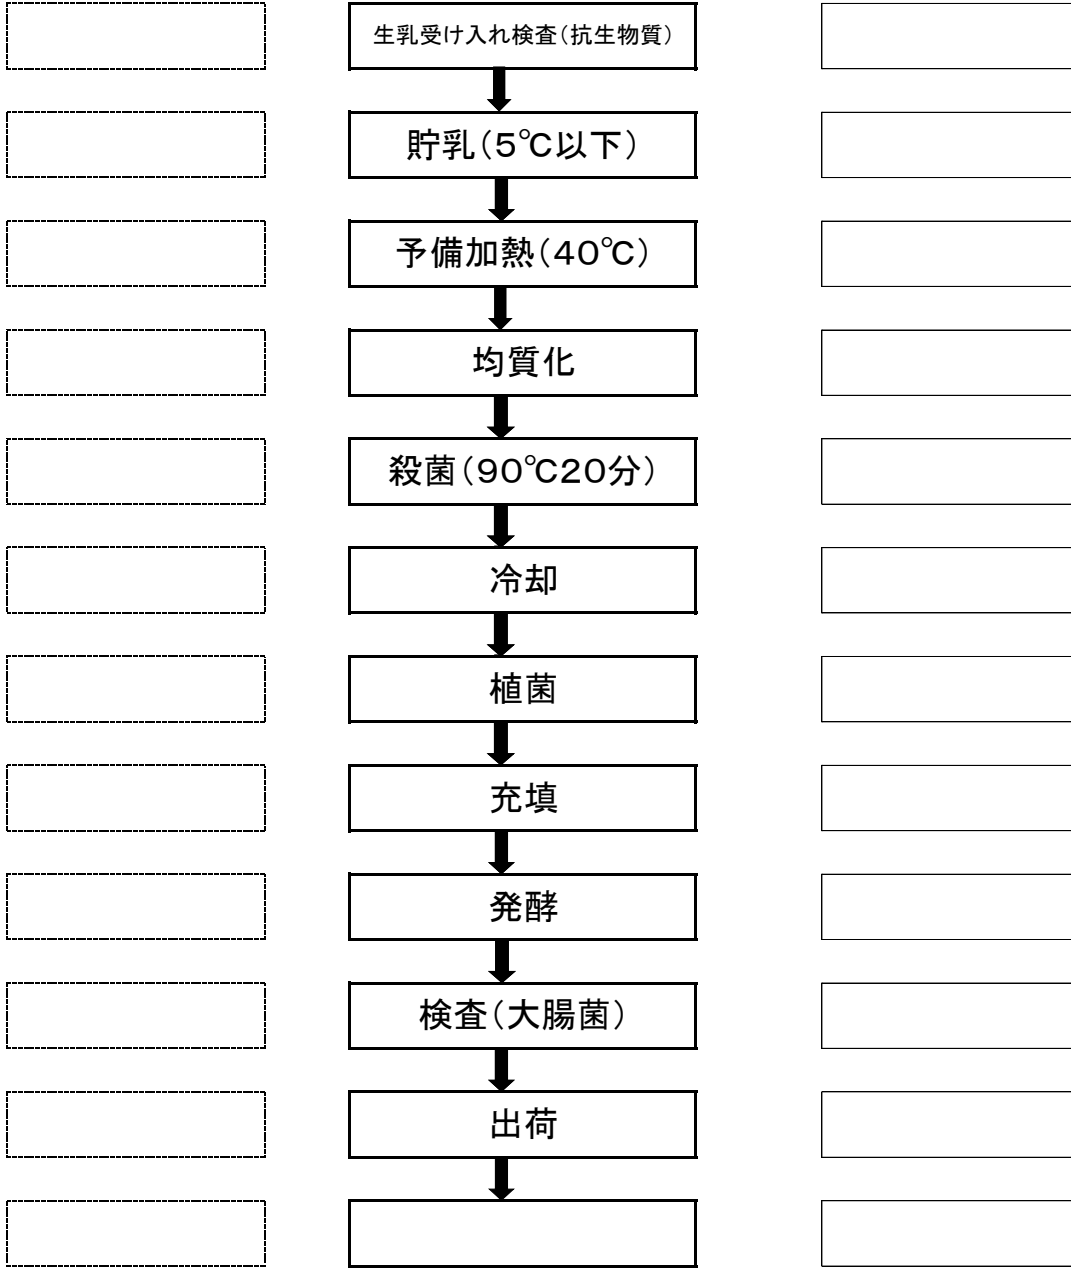 生乳受け入れ検査(抗生物質)
貯乳(5℃以下)
予備加熱(40℃)
均質化
殺菌(90℃20分)
冷却
植菌
充填
発酵
検査(大腸菌)
出荷